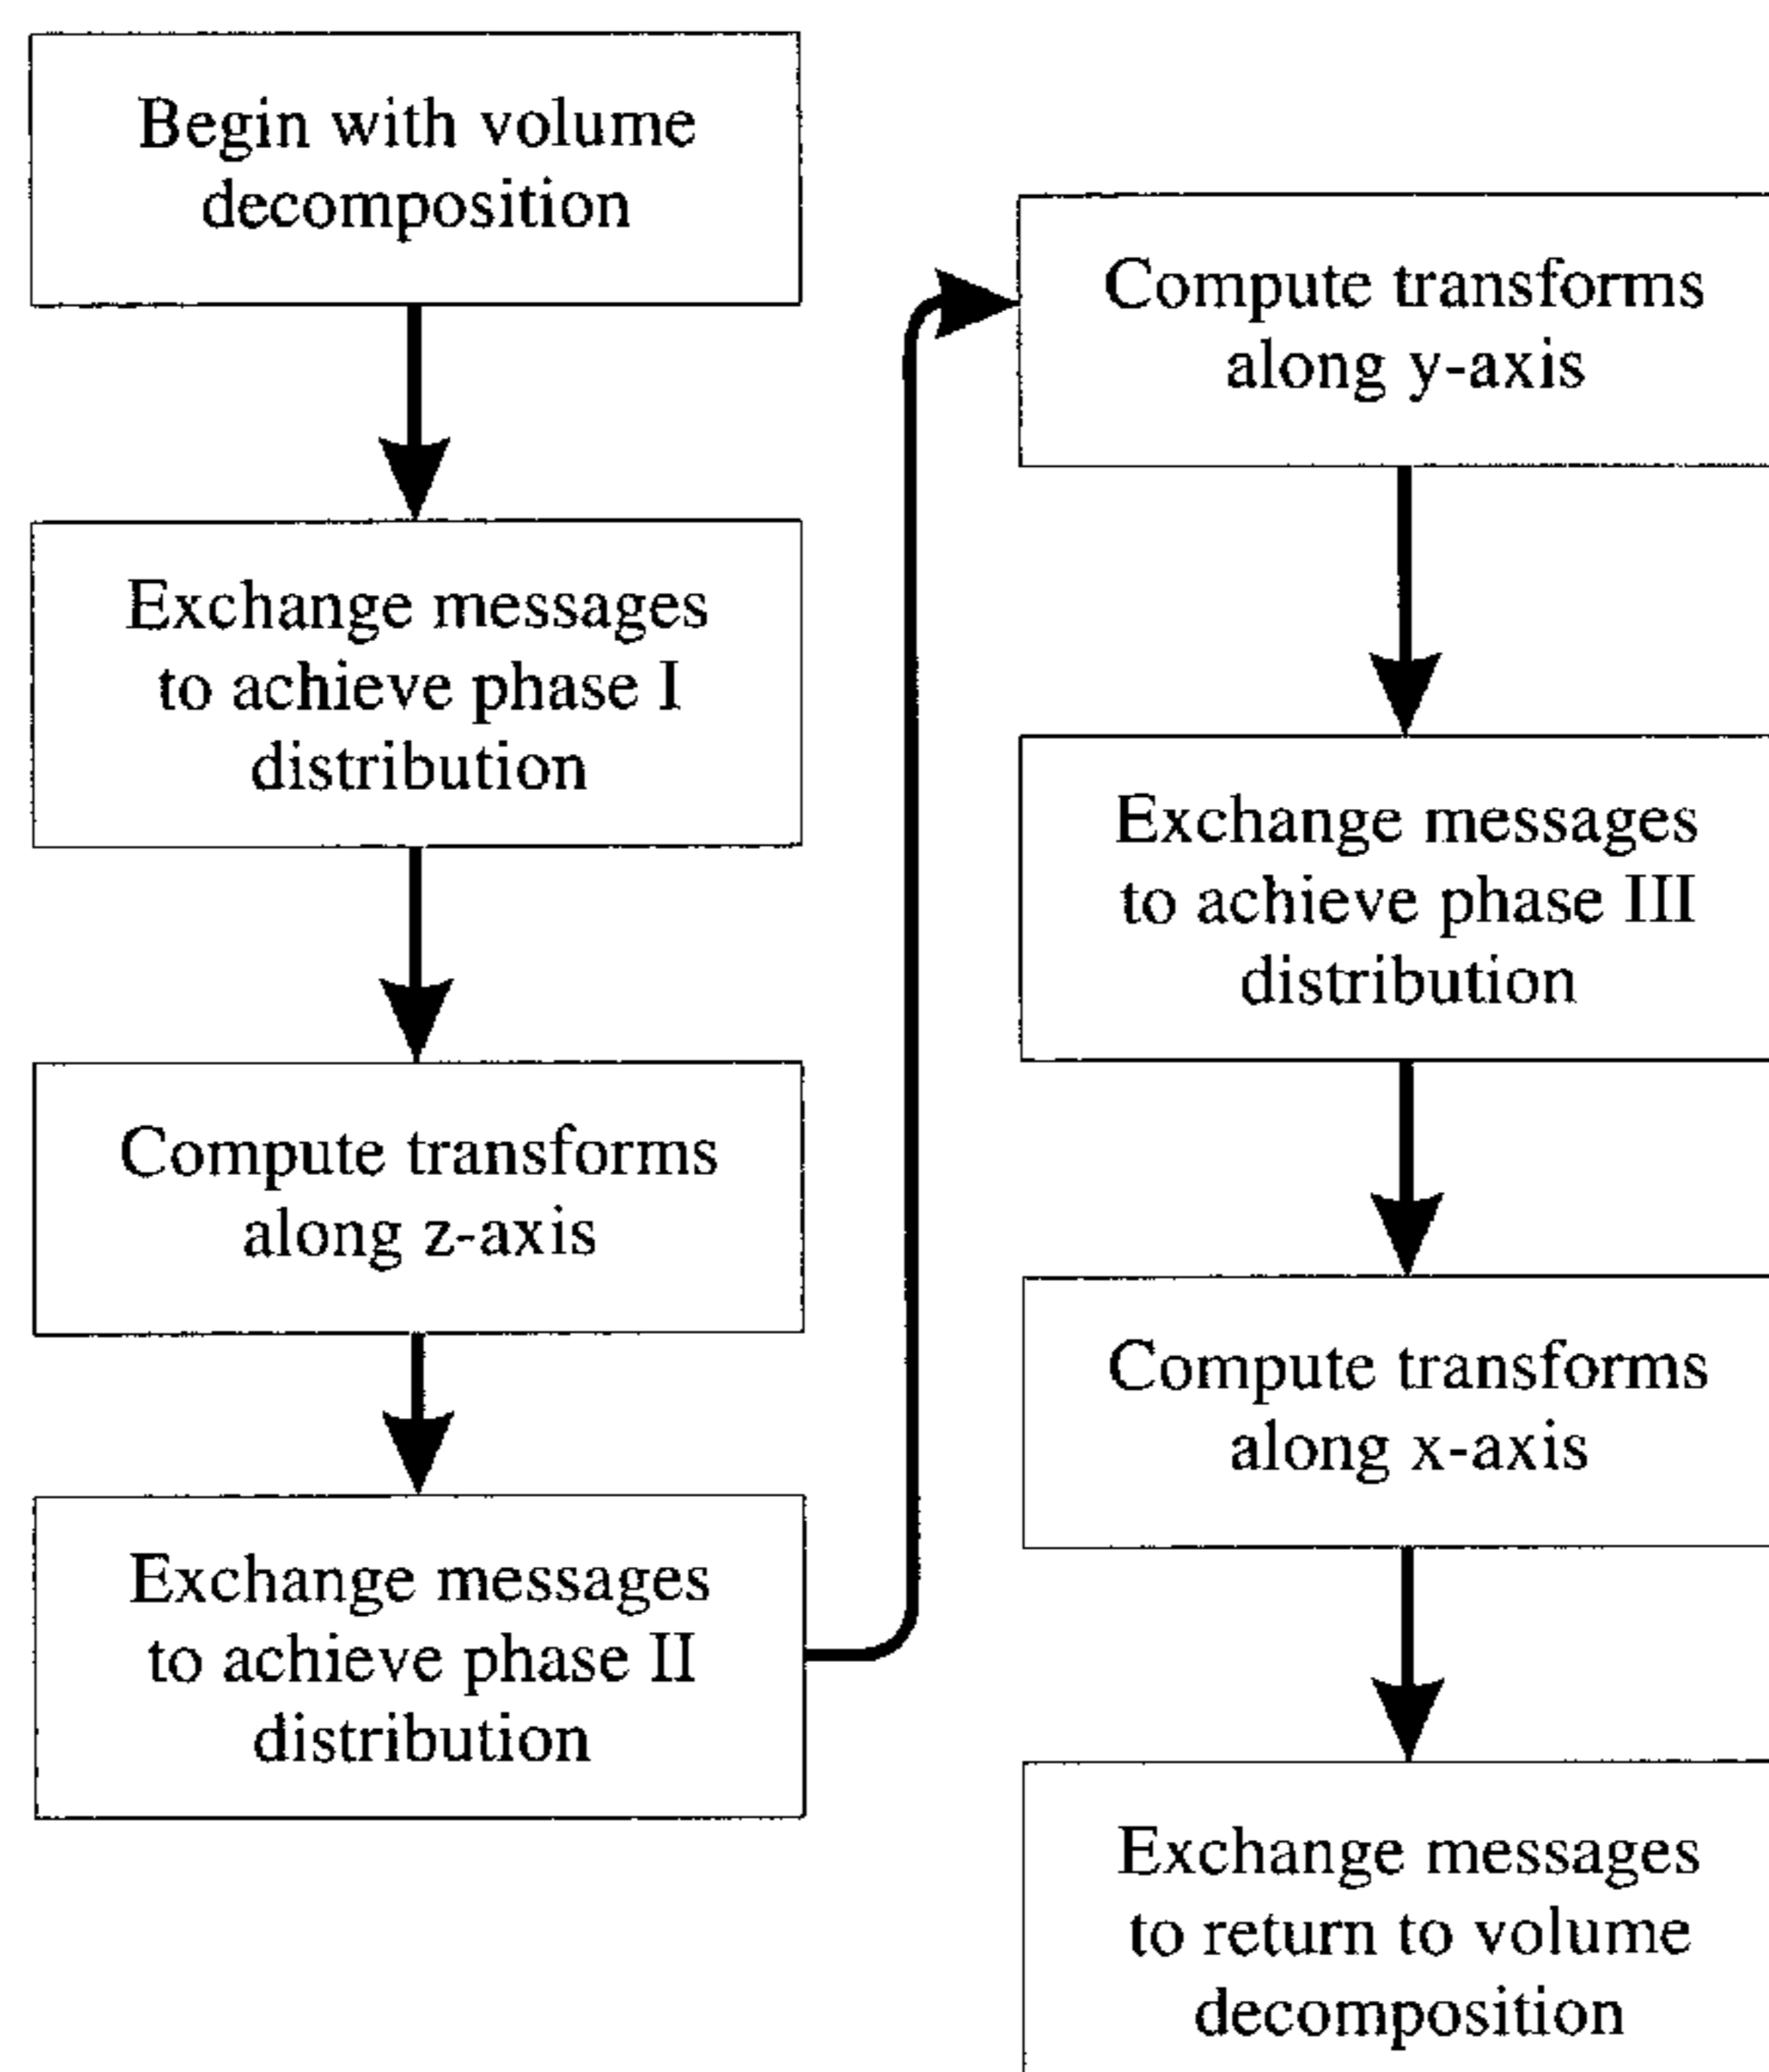 Begin with volume
decomposition
Exchange messages
to achieve phase I
distribution
Compute transforms
along z-axis
Exchange messages
to achieve phase II
distribution
Compute transforms
along y-axis
Exchange messages
to achieve phase III
distribution
Compute transforms
along x-axis
Exchange messages
to return to volume
decomposition